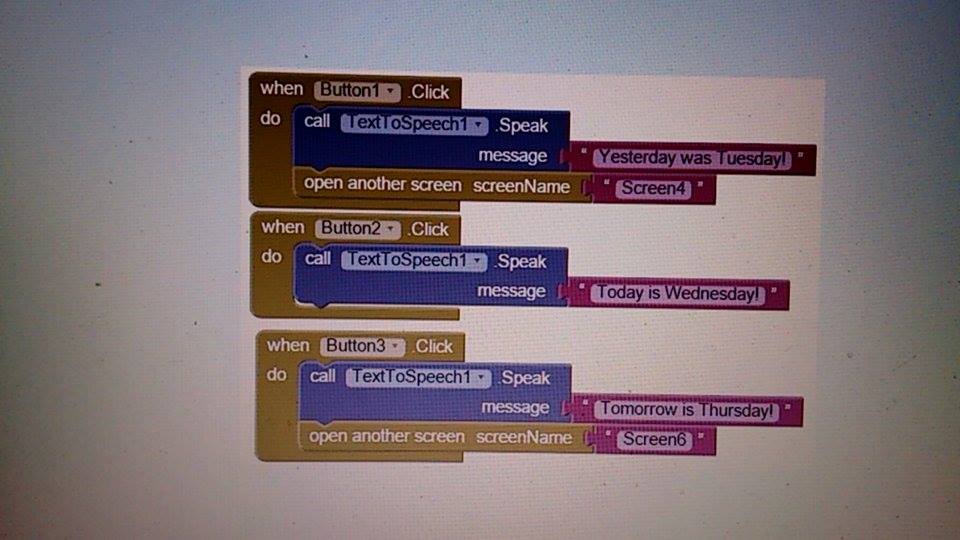 when Button1 .Click
do call TextToSpeech1 .Speak
message " Yesterday was Tuesday! "
open another screen screenName " Screen4 "
when Button2 .Click
do call TextToSpeech1 .Speak
message " Today is Wednesday! "
when Button3 .Click
do call TextToSpeech1 .Speak
message " Tomorrow is Thursday! "
open another screen screenName " Screen6 "